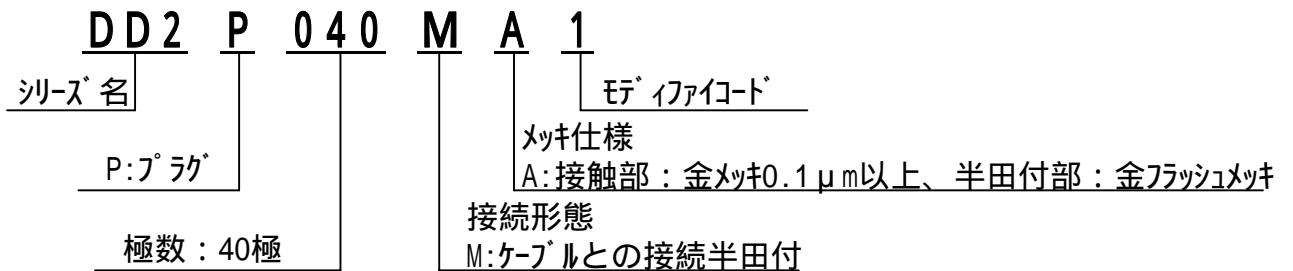 DD2 P 040 M A 1
ｼﾘｰｽﾞ名
ﾓﾃﾞｨﾌｧｲｺｰﾄﾞ
ﾒｯｷ仕様
P:ﾌﾟﾗｸﾞ
A:接触部：金ﾒｯｷ0.1μm以上、半田付部：金ﾌﾗｯｼｭﾒｯｷ
接続形態
極数：40極
M:ｹｰﾌﾞﾙとの接続半田付